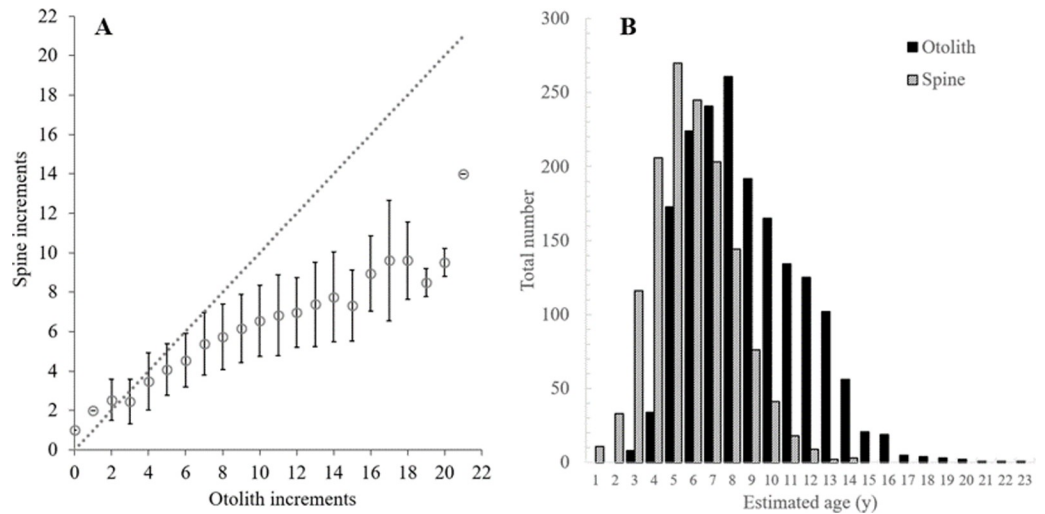 A
22
20
18
16
14
12
10
8
6
4
2
0
Spine increments
0 2 4 6 8 10 12 14 16 18 20 22
Otolith increments
B
300
250
200
150
100
50
0
Total number
Otolith
Spine
1 2 3 4 5 6 7 8 9 10 11 12 13 14 15 16 17 18 19 20 21 22 23
Estimated age (y)